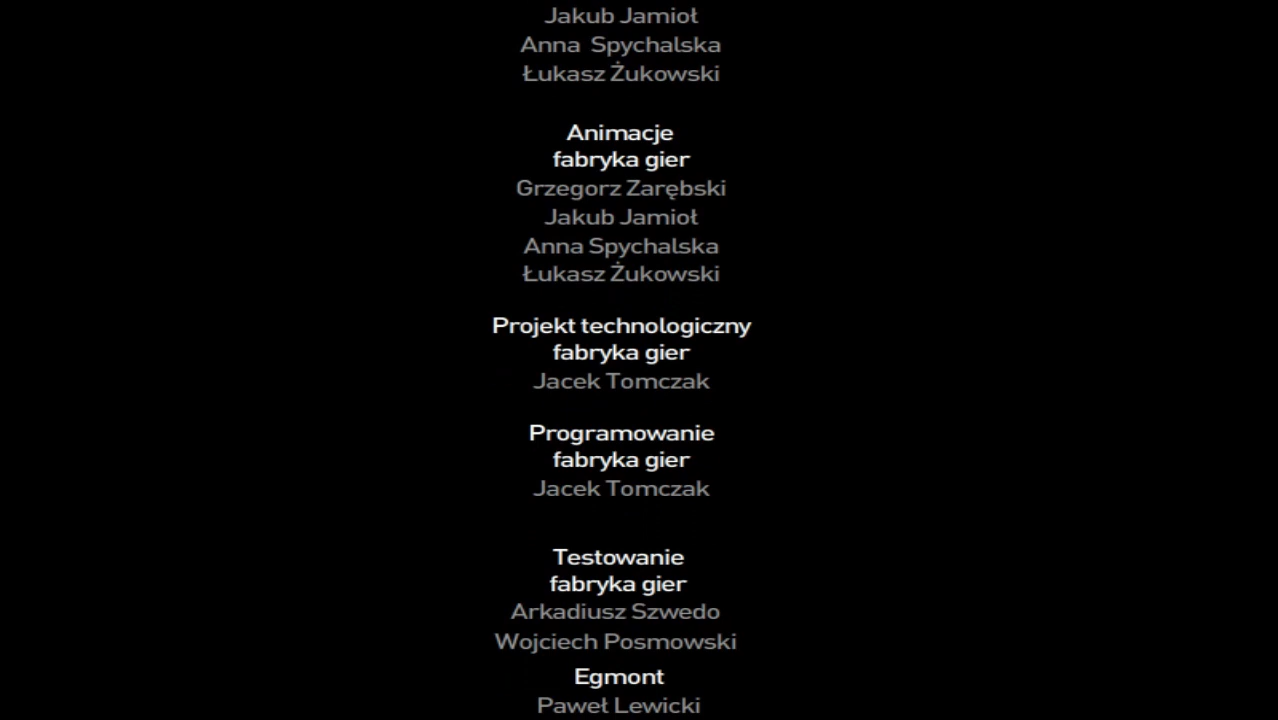 Jakub Jamioł
Anna Spychalska
Łukasz Żukowski
Animacje
fabryka gier
Grzegorz Zarębski
Jakub Jamioł
Anna Spychalska
Łukasz Żukowski
Projekt technologiczny
fabryka gier
Jacek Tomczak
Programowanie
fabryka gier
Jacek Tomczak
Testowanie
fabryka gier
Arkadiusz Szwedo
Wojciech Posmowski
Egmont
Paweł Lewicki